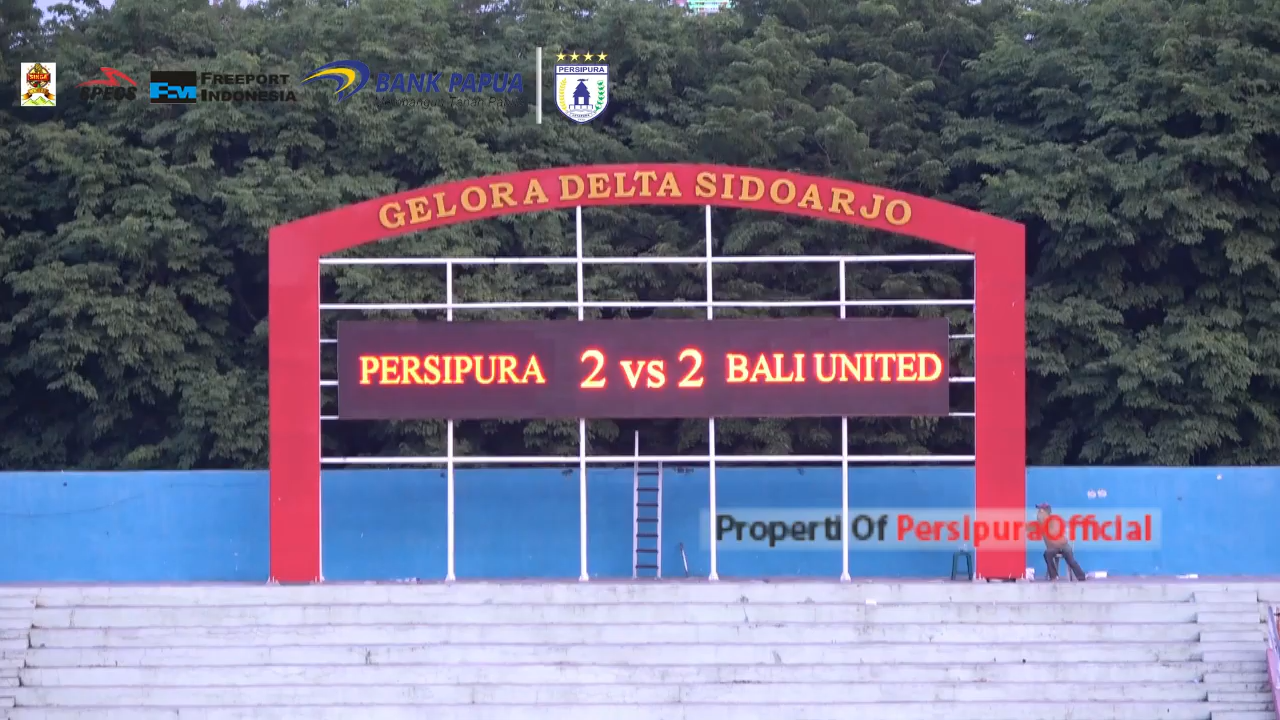 SPECS
FREEPORT
INDONESIA
BANK PAPUA
PERSIPURA
GELORA DELTA SIDOARJO
PERSIPURA 2 vs 2 BALI UNITED
Properti Of PersipuraOfficial